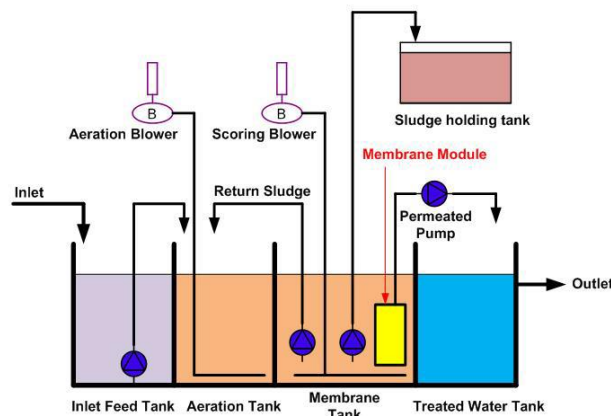 B
B
Aeration Blower
Scoring Blower
Sludge holding tank
Membrane Module
Inlet
Return Sludge
Permeated
Pump
Outlet
Inlet Feed Tank
Aeration Tank
Membrane
Tank
Treated Water Tank